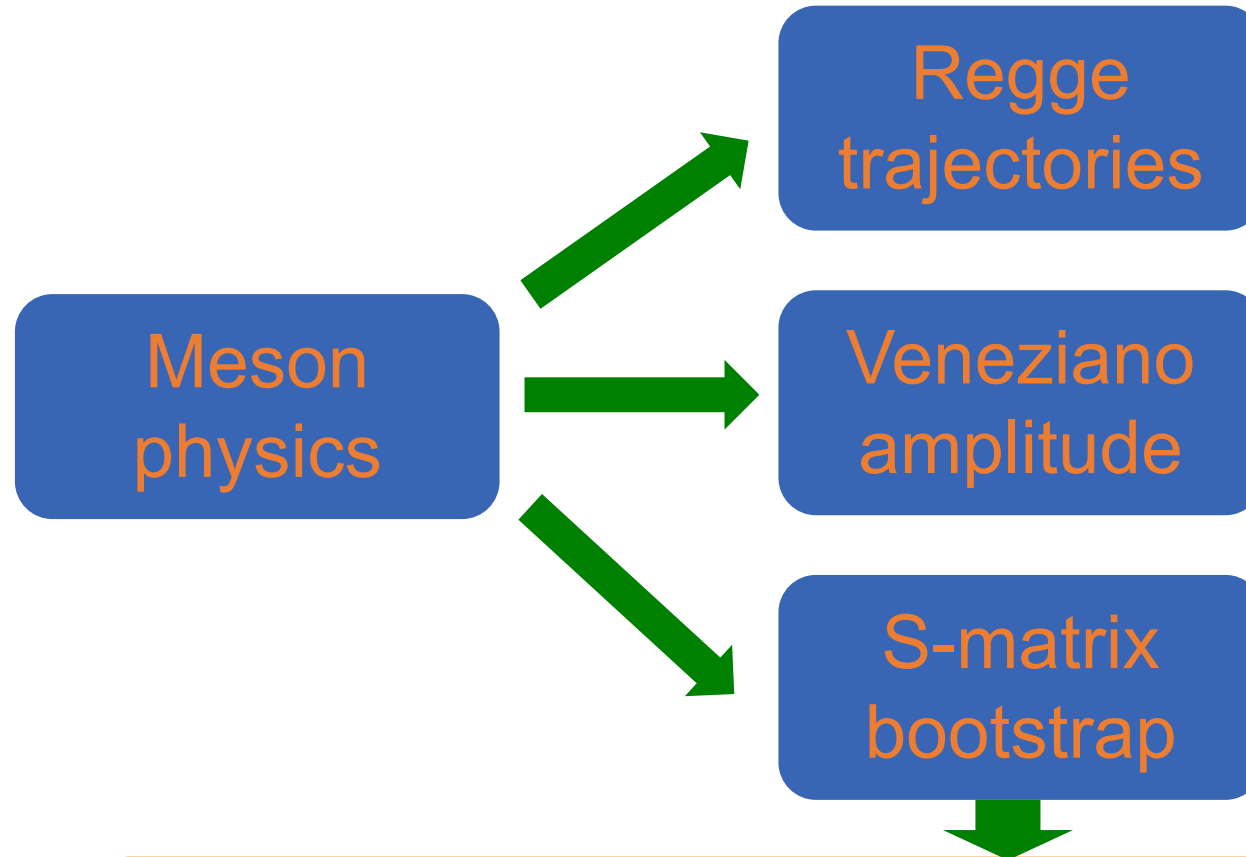 Meson
physics
Regge
trajectories
Veneziano
amplitude
S-matrix
bootstrap